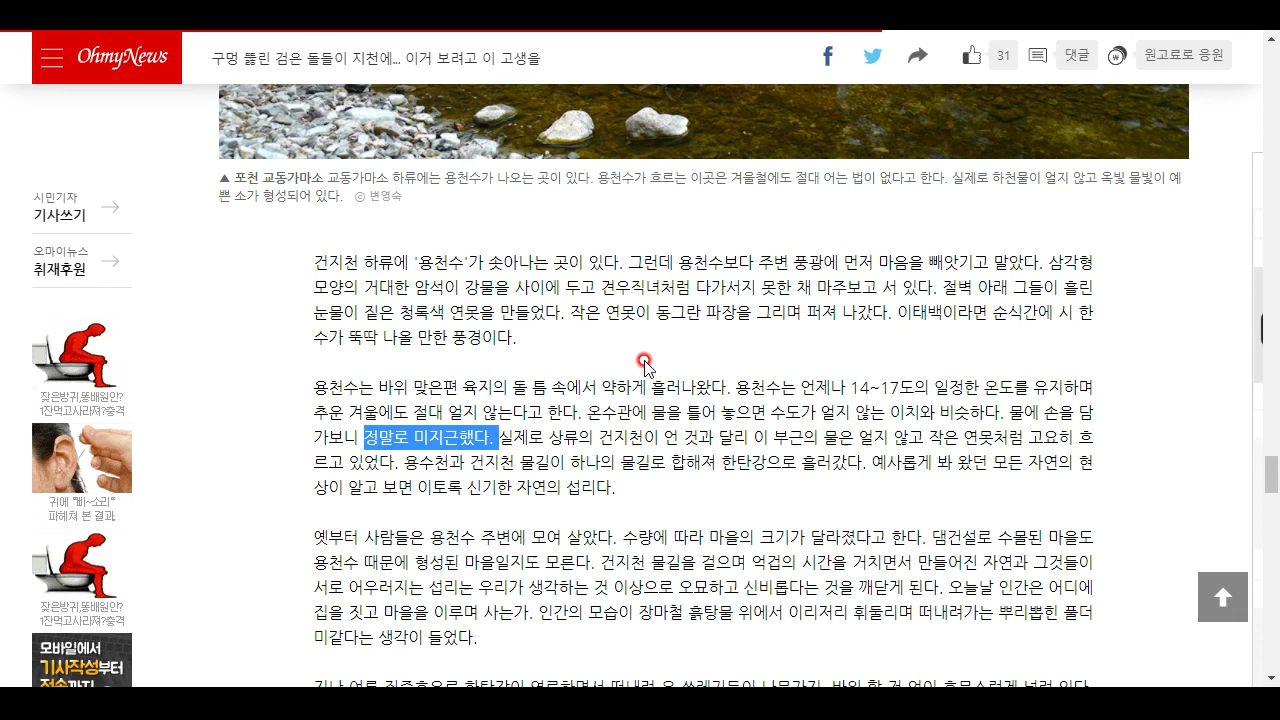 OhmyNews
구멍 뚫린 검은 돌들이 지천에... 이거 보려고 이 고생을
31
댓글
원고료로 응원
▲ 포천 교동가마소 교동가마소 하류에는 용천수가 나오는 곳이 있다. 용천수가 흐르는 이곳은 겨울철에도 절대 어는 법이 없다고 한다. 실제로 하천물이 얼지 않고 옥빛 물빛이 예
쁜 소가 형성되어 있다. ⓒ 변영숙
시민기자
기사쓰기
오마이뉴스
취재후원
잦은방귀,똥배원인?
1잔먹고사라져?충격
귀에 "삐~소리"
파헤쳐 본 결과.
잦은방귀,똥배원인?
1잔먹고사라져?충격
모바일에서
기사작성부터
전송까지
건지천 하류에 '용천수'가 솟아나는 곳이 있다. 그런데 용천수보다 주변 풍광에 먼저 마음을 빼앗기고 말았다. 삼각형
모양의 거대한 암석이 강물을 사이에 두고 견우직녀처럼 다가서지 못한 채 마주보고 서 있다. 절벽 아래 그들이 흘린
눈물이 짙은 청록색 연못을 만들었다. 작은 연못이 동그란 파장을 그리며 퍼져 나갔다. 이태백이라면 순식간에 시 한
수가 뚝딱 나올 만한 풍경이다.
용천수는 바위 맞은편 육지의 돌 틈 속에서 약하게 흘러나왔다. 용천수는 언제나 14~17도의 일정한 온도를 유지하며
추운 겨울에도 절대 얼지 않는다고 한다. 온수관에 물을 틀어 놓으면 수도가 얼지 않는 이치와 비슷하다. 물에 손을 담
가보니 정말로 미지근했다. 실제로 상류의 건지천이 언 것과 달리 이 부근의 물은 얼지 않고 작은 연못처럼 고요히 흐
르고 있었다. 용수천과 건지천 물길이 하나의 물길로 합해져 한탄강으로 흘러갔다. 예사롭게 봐 왔던 모든 자연의 현
상이 알고 보면 이토록 신기한 자연의 섭리다.
옛부터 사람들은 용천수 주변에 모여 살았다. 수량에 따라 마을의 크기가 달라졌다고 한다. 댐건설로 수몰된 마을도
용천수 때문에 형성된 마을일지도 모른다. 건지천 물길을 걸으며 억겁의 시간을 거치면서 만들어진 자연과 그것들이
서로 어우러지는 섭리는 우리가 생각하는 것 이상으로 오묘하고 신비롭다는 것을 깨닫게 된다. 오늘날 인간은 어디에
집을 짓고 마을을 이루며 사는가. 인간의 모습이 장마철 흙탕물 위에서 이리저리 휘둘리며 떠내려가는 뿌리뽑힌 풀더
미같다는 생각이 들었다.